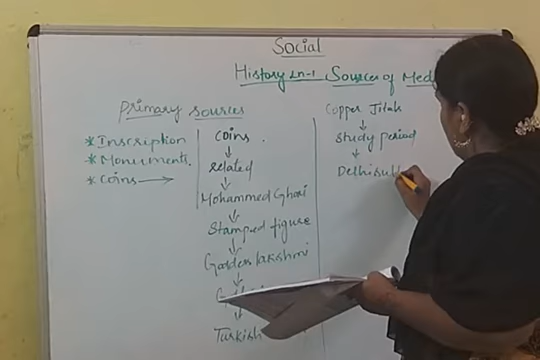 Social
History Ln-1 Sources of Med
Primary Sources
* Inscription
* Monuments
* Coins →
Coins
↓
related
↓
Mohammed Ghori
↓
Stamped figure
↓
Goddess lakshmi
↓
↓
Turkish
Copper Jital
↓
Study period
↓
Delhi sult